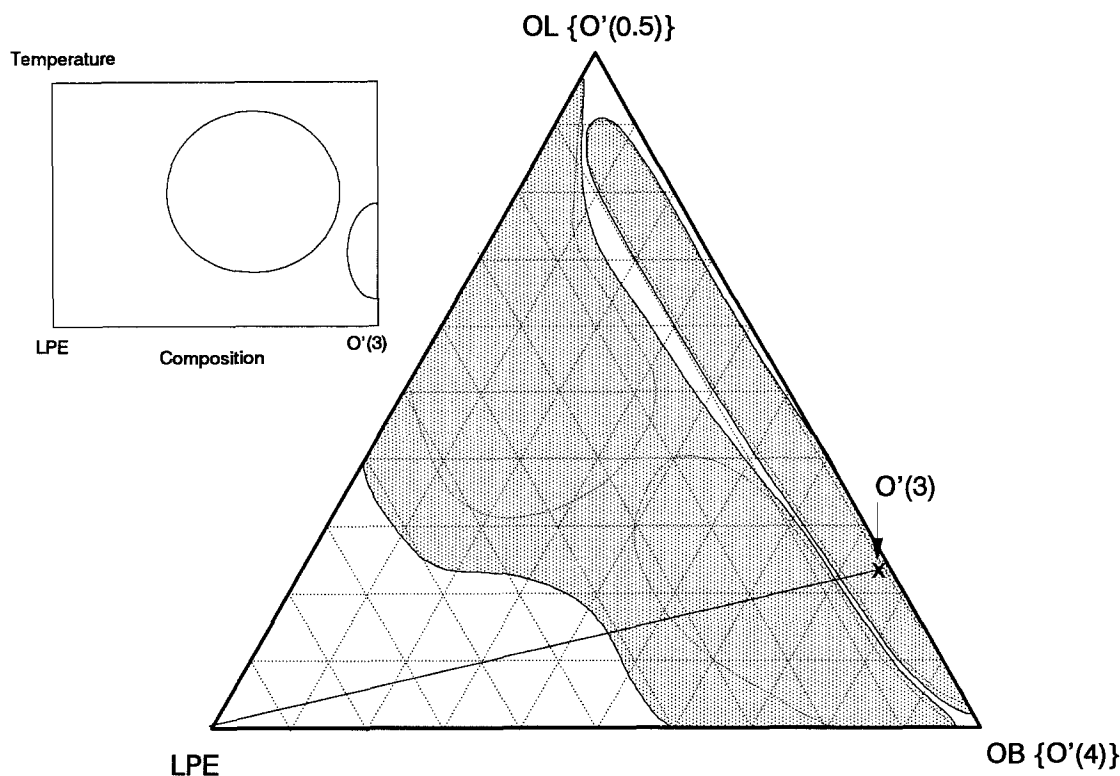 OL {O'(0.5)}
Temperature
LPE
O'(3)
Composition
O'(3)
x
LPE
OB {O'(4)}